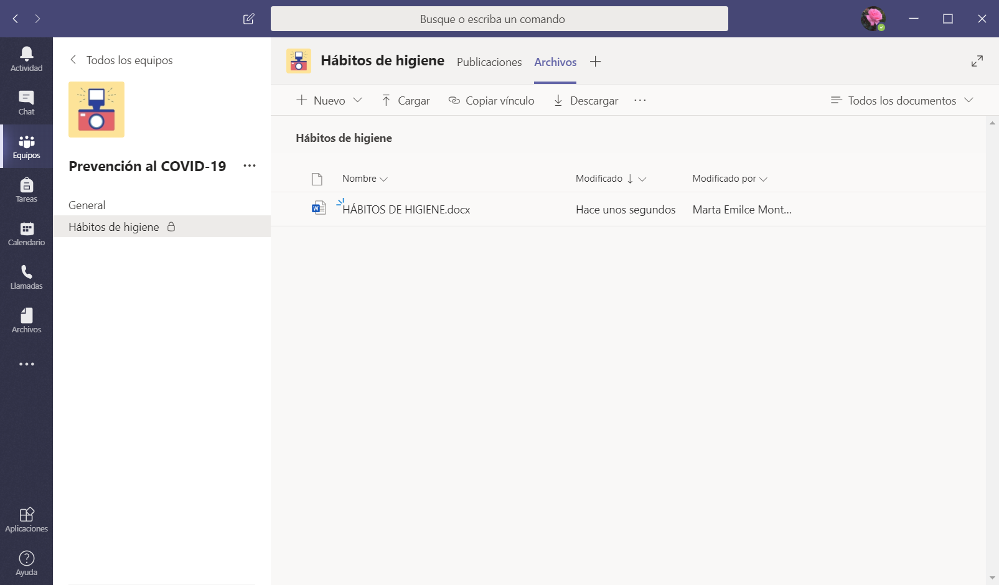 Busque o escriba un comando
Actividad
Chat
Equipos
Tareas
Calendario
Llamadas
Archivos
Aplicaciones
Ayuda
Todos los equipos
Prevención al COVID-19
General
Hábitos de higiene
Hábitos de higiene Publicaciones Archivos
Nuevo Cargar Copiar vínculo Descargar Todos los documentos
Hábitos de higiene
Nombre Modificado Modificado por
W HÁBITOS DE HIGIENE.docx Hace unos segundos Marta Emilce Mont...